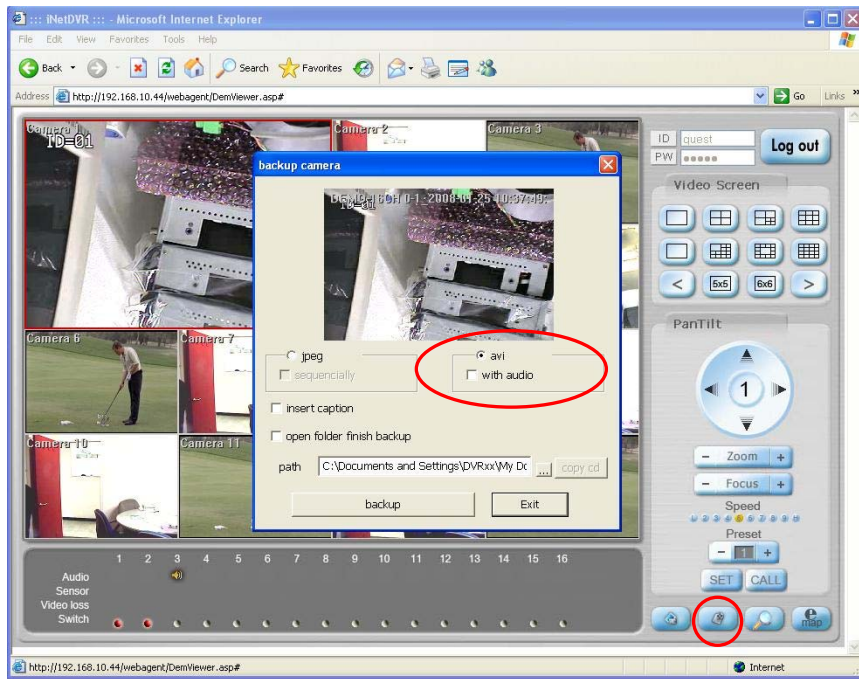 ::: iNetDVR ::: - Microsoft Internet Explorer
File Edit View Favorites Tools Help
Back Search Favorites
Address http://192.168.10.44/webagent/DemViewer.asp# Go Links »
Camera 1
ID=01
Camera 2
Camera 3
ID quest
PW
Log out
Video Screen
< 5x5 6x6 >
backup camera
jpeg
sequencially
avi
with audio
insert caption
open folder finish backup
path C:\Documents and Settings\DVRxx\My Dc ... copy cd
backup Exit
Camera 6
Camera 7
Camera 10
Camera 11
PanTilt
1
- Zoom +
- Focus +
Speed
Preset
- 1 +
SET CALL
e map
1 2 3 4 5 6 7 8 9 10 11 12 13 14 15 16
Audio
Sensor
Video loss
Switch
http://192.168.10.44/webagent/DemViewer.asp# Internet